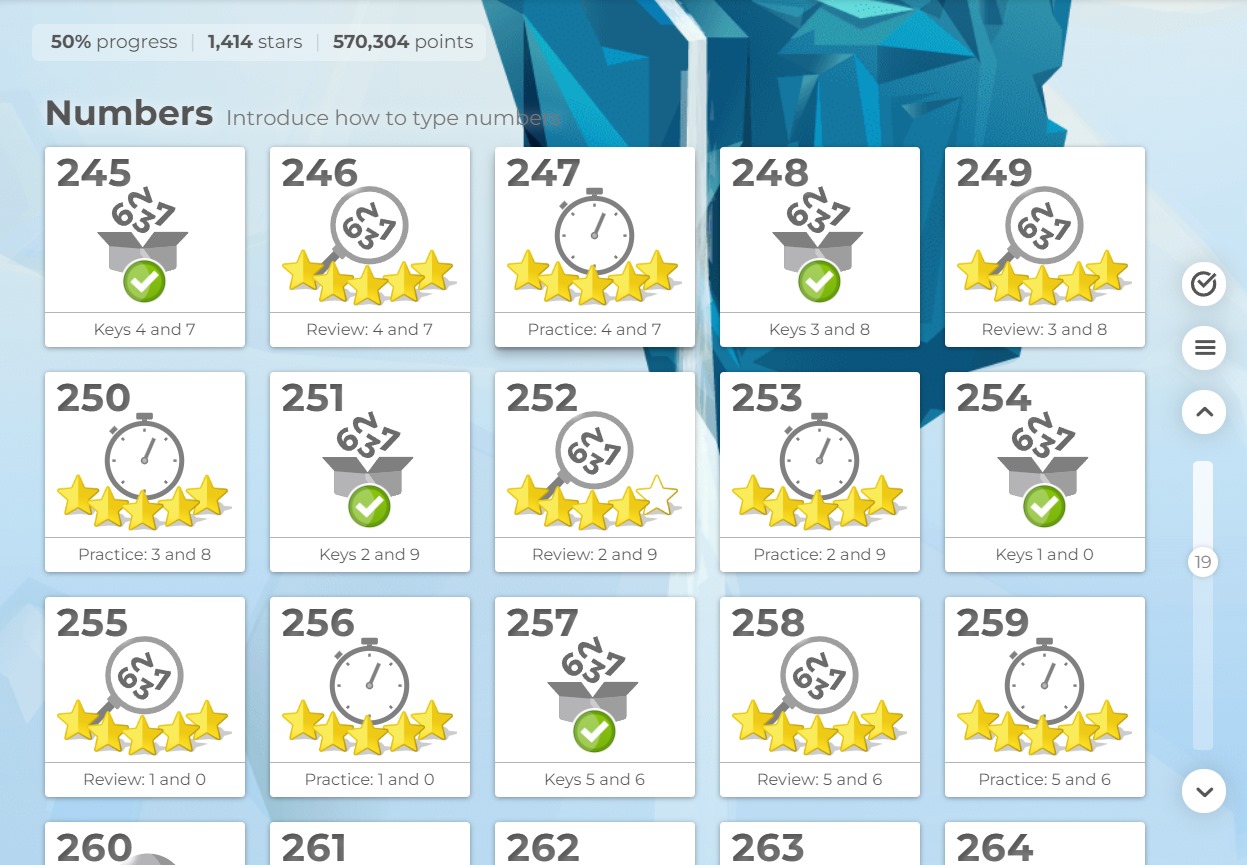 50% progress | 1,414 stars | 570,304 points
Numbers Introduce how to type numbers
245 246 247 248 249
Keys 4 and 7 Review: 4 and 7 Practice: 4 and 7 Keys 3 and 8 Review: 3 and 8
250 251 252 253 254
Practice: 3 and 8 Keys 2 and 9 Review: 2 and 9 Practice: 2 and 9 Keys 1 and 0
19
255 256 257 258 259
Review: 1 and 0 Practice: 1 and 0 Keys 5 and 6 Review: 5 and 6 Practice: 5 and 6
260 261 262 263 264